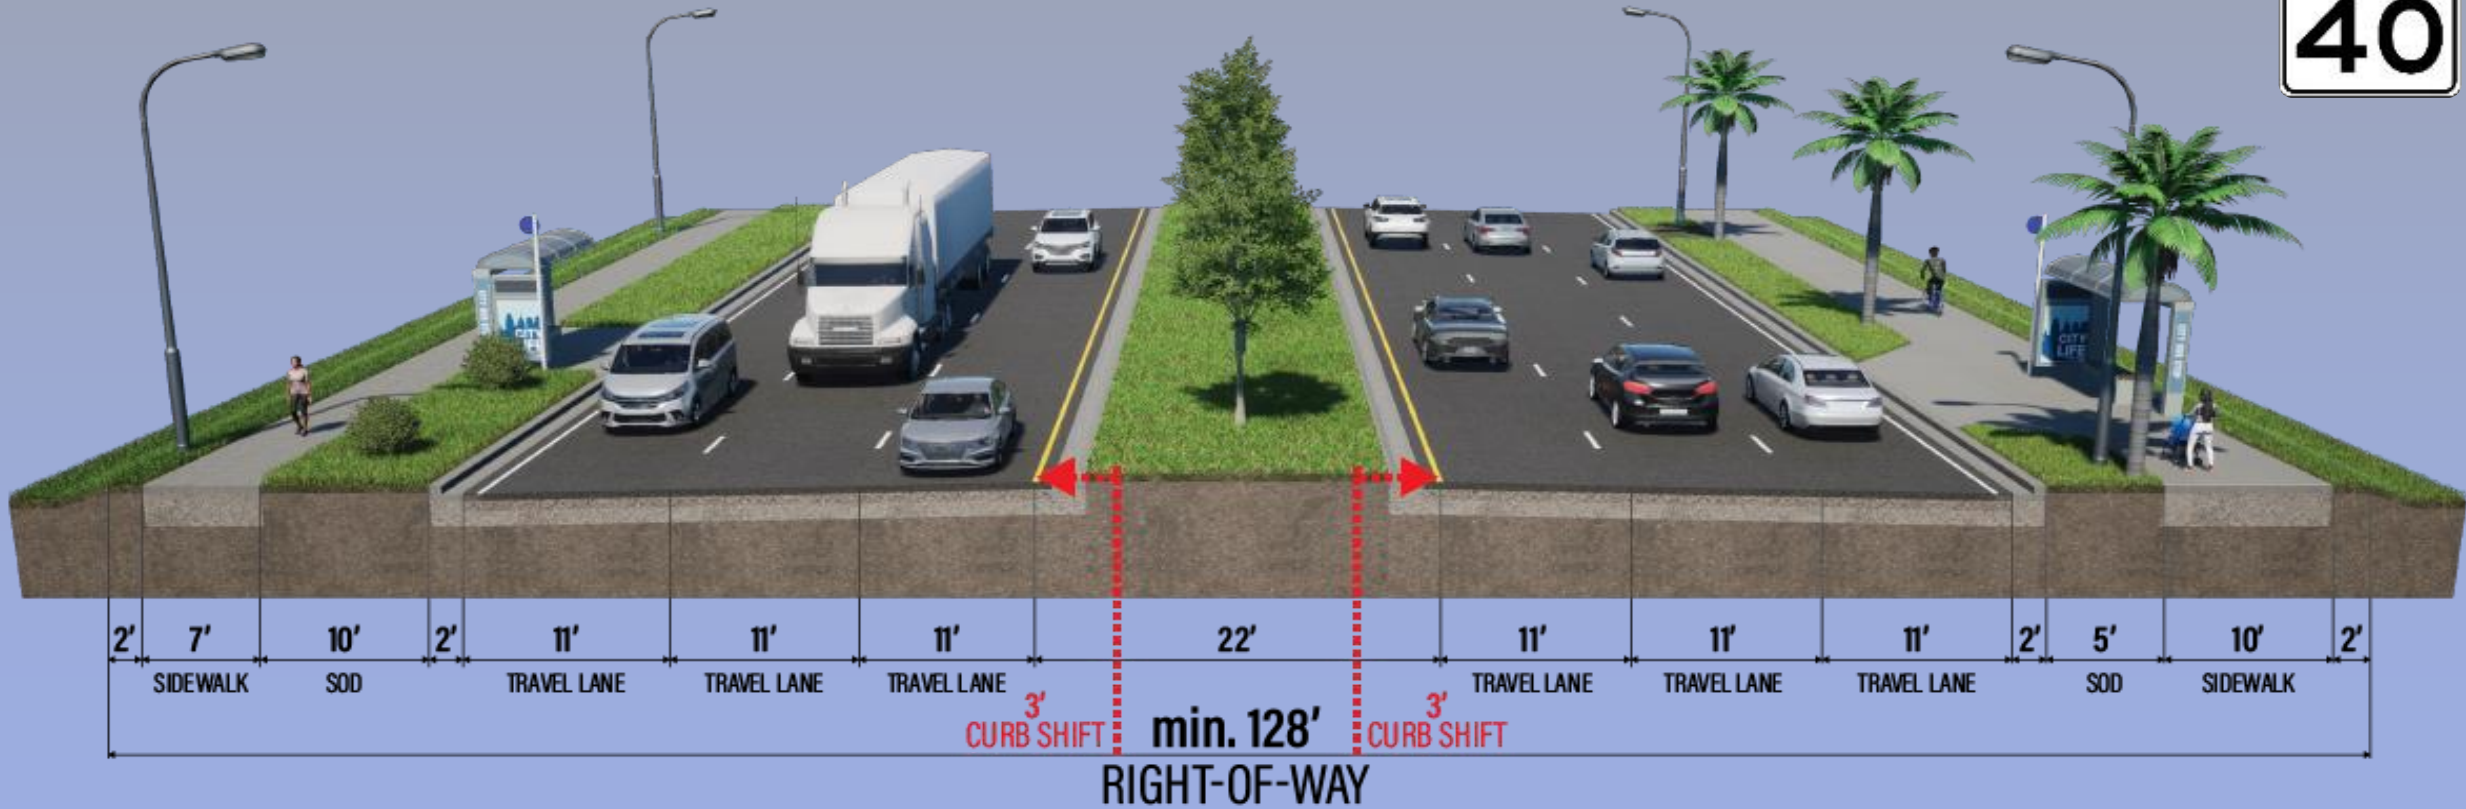 40
CITY
LIFE
2' 7' 10' 2' 11' 11' 11' 22' 11' 11' 11' 2' 5' 10' 2'
SIDEWALK SOD TRAVEL LANE TRAVEL LANE TRAVEL LANE TRAVEL LANE TRAVEL LANE TRAVEL LANE SOD SIDEWALK
3' 3'
CURB SHIFT min. 128' CURB SHIFT
RIGHT-OF-WAY